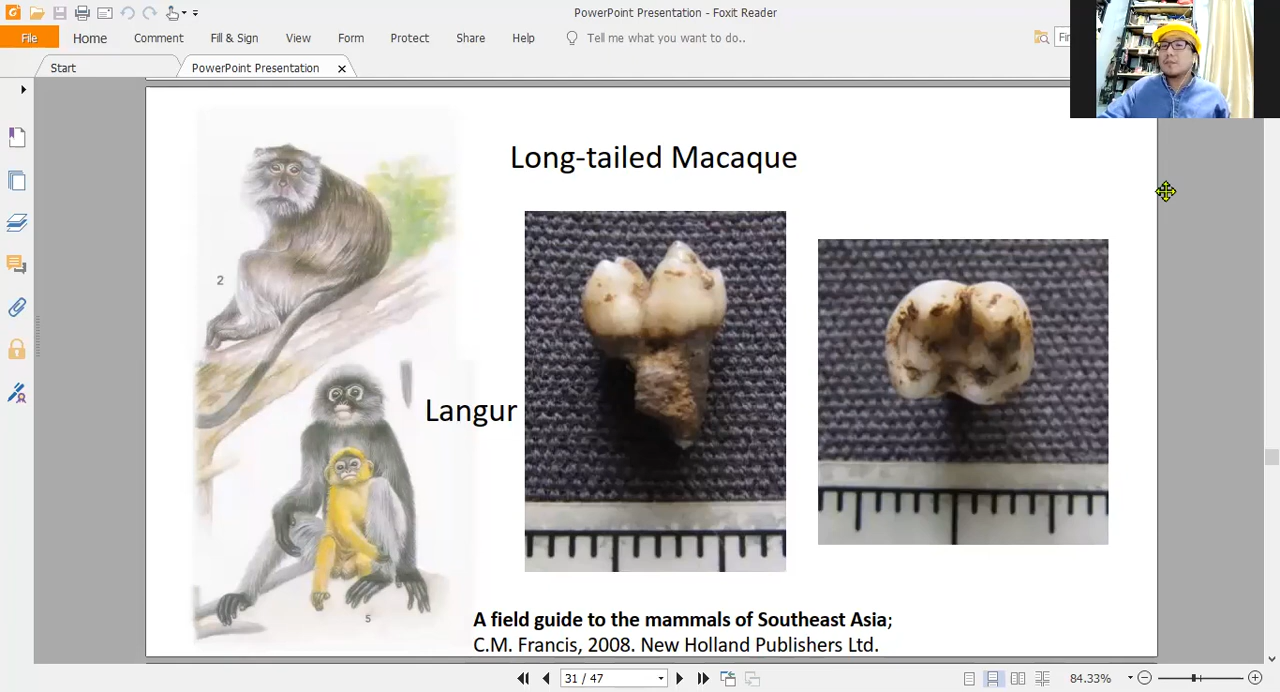 PowerPoint Presentation - Foxit Reader
File
Home
Comment
Fill & Sign
View
Form
Protect
Share
Help
Tell me what you want to do..
Start
PowerPoint Presentation
Long-tailed Macaque
2
Langur
5
A field guide to the mammals of Southeast Asia;
C.M. Francis, 2008. New Holland Publishers Ltd.
31 / 47
84.33%